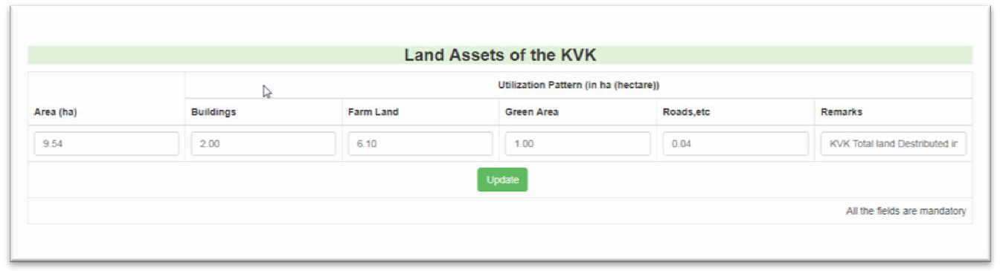 Land Assets of the KVK
Utilization Pattern (in ha (hectare))
Area (ha) Buildings Farm Land Green Area Roads,etc Remarks
9.54 2.00 6.10 1.00 0.04 KVK Total land Destributed ir
Update
All the fields are mandatory